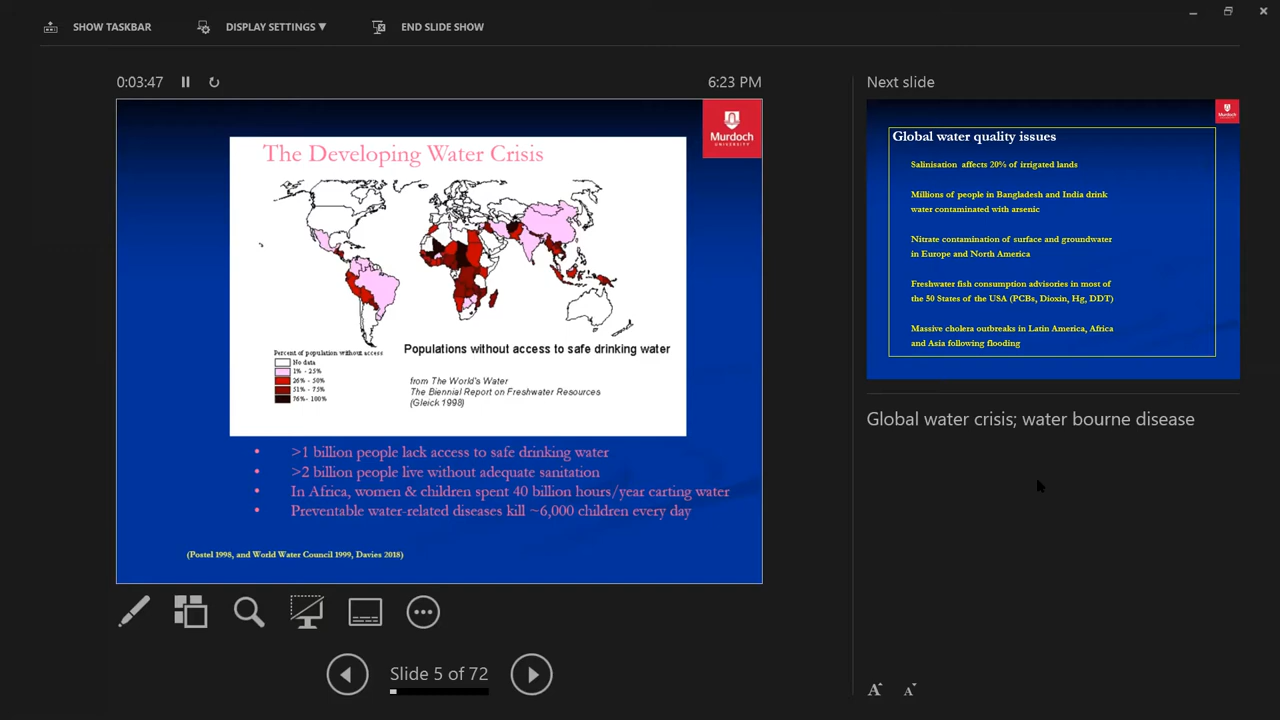 SHOW TASKBAR
DISPLAY SETTINGS ▼
END SLIDE SHOW
0:03:47
6:23 PM
Murdoch
UNIVERSITY
The Developing Water Crisis
Percent of population without access
No data
1% - 25%
26% - 50%
51% - 75%
76% - 100%
Populations without access to safe drinking water
from The World's Water
The Biennial Report on Freshwater Resources
(Gleick 1998)
• >1 billion people lack access to safe drinking water
• >2 billion people live without adequate sanitation
• In Africa, women & children spent 40 billion hours/year carting water
• Preventable water-related diseases kill ~6,000 children every day
(Postel 1998, and World Water Council 1999, Davies 2018)
Slide 5 of 72
Next slide
Murdoch
Global water quality issues
Salinisation affects 20% of irrigated lands
Millions of people in Bangladesh and India drink
water contaminated with arsenic
Nitrate contamination of surface and groundwater
in Europe and North America
Freshwater fish consumption advisories in most of
the 50 States of the USA (PCBs, Dioxin, Hg, DDT)
Massive cholera outbreaks in Latin America, Africa
and Asia following flooding
Global water crisis; water bourne disease
A A